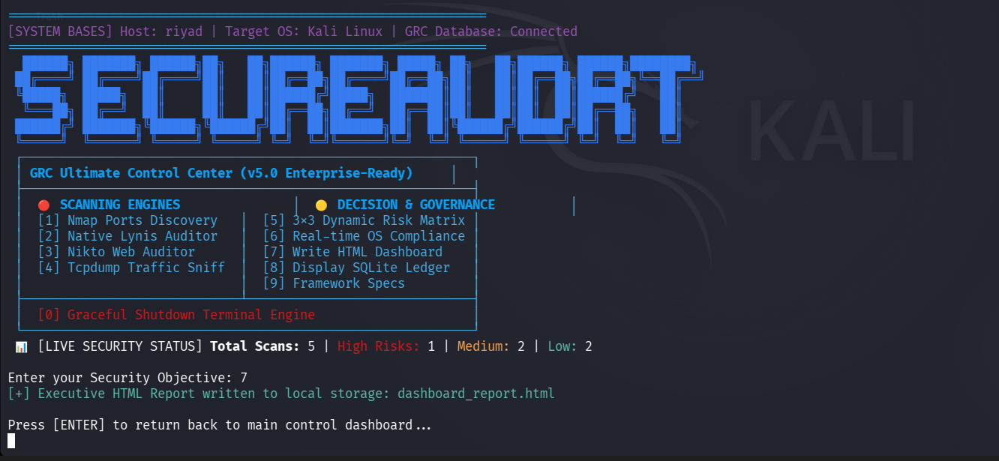 [SYSTEM BASES] Host: riyad | Target OS: Kali Linux | GRC Database: Connected
SECUREAUDRT
KALI
GRC Ultimate Control Center (v5.0 Enterprise-Ready)
🔴 SCANNING ENGINES | 🟡 DECISION & GOVERNANCE |
[1] Nmap Ports Discovery | [5] 3×3 Dynamic Risk Matrix
[2] Native Lynis Auditor | [6] Real-time OS Compliance
[3] Nikto Web Auditor | [7] Write HTML Dashboard
[4] Tcpdump Traffic Sniff | [8] Display SQLite Ledger
[9] Framework Specs
[0] Graceful Shutdown Terminal Engine
📊 [LIVE SECURITY STATUS] Total Scans: 5 | High Risks: 1 | Medium: 2 | Low: 2
Enter your Security Objective: 7
[+] Executive HTML Report written to local storage: dashboard_report.html
Press [ENTER] to return back to main control dashboard...